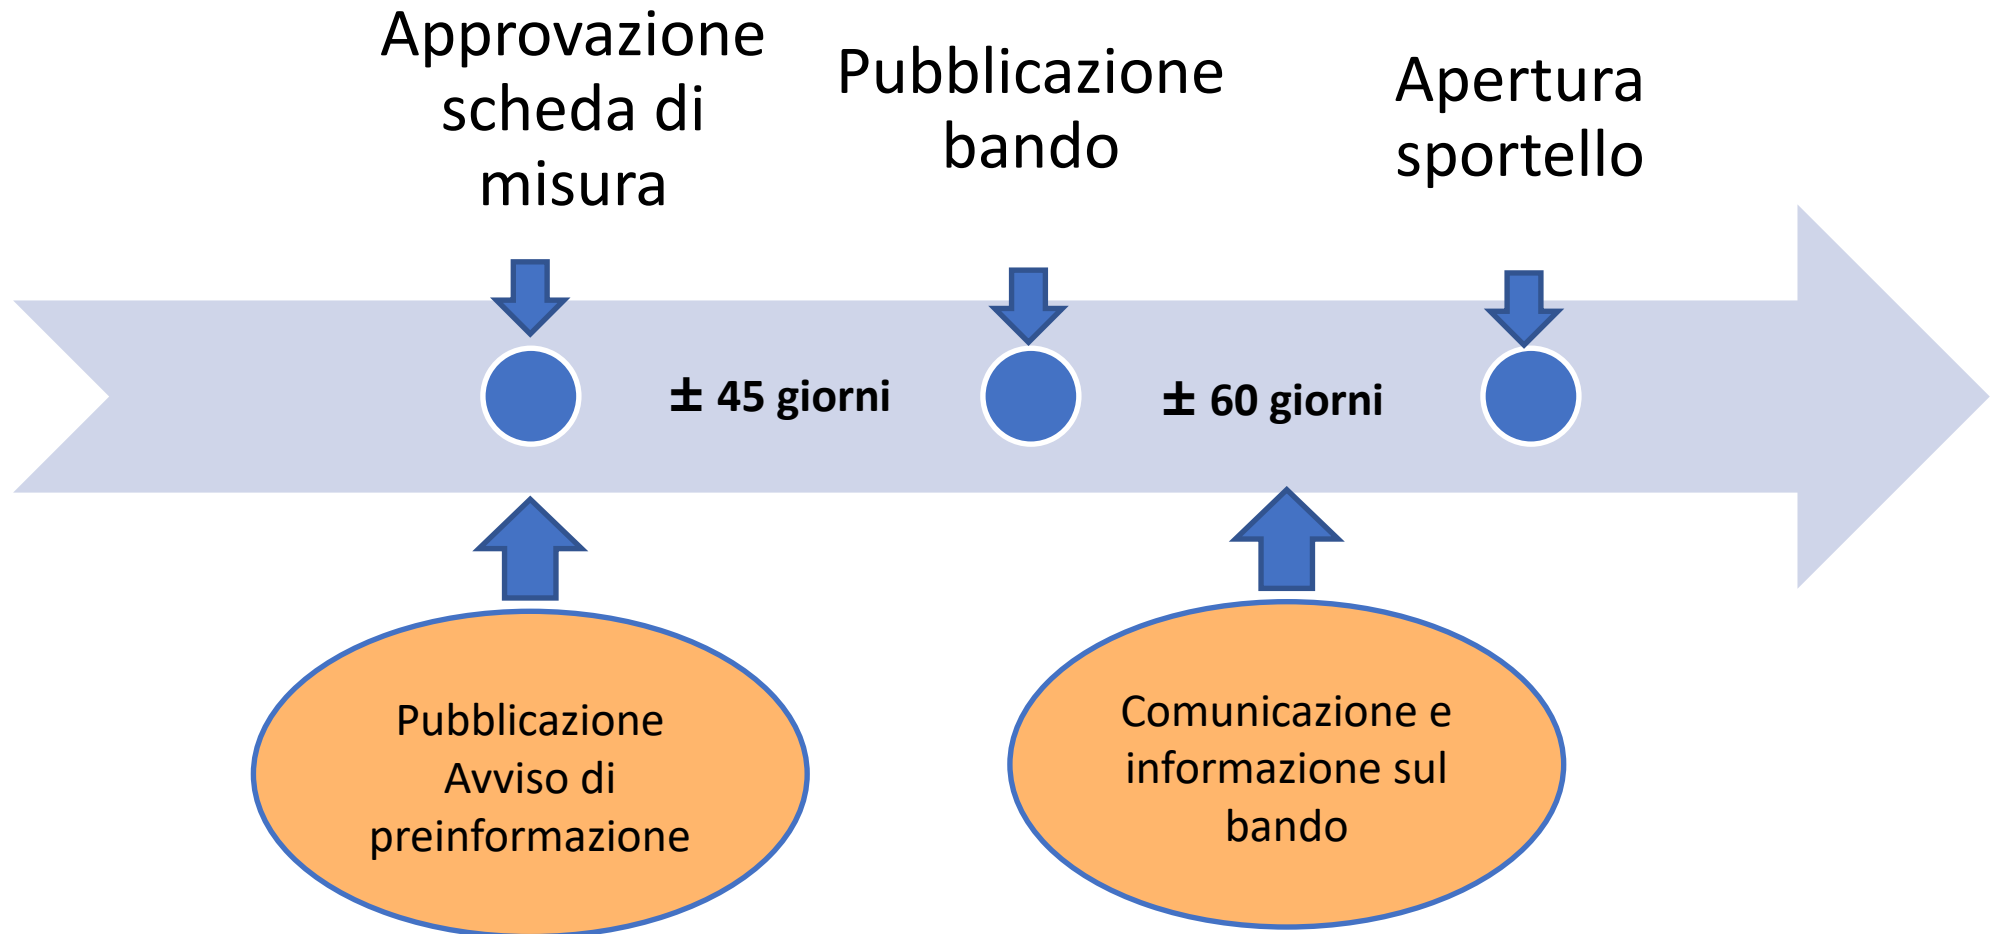 Approvazione
scheda di
misura
Pubblicazione
bando
Apertura
sportello
± 45 giorni
± 60 giorni
Pubblicazione
Avviso di
preinformazione
Comunicazione e
informazione sul
bando